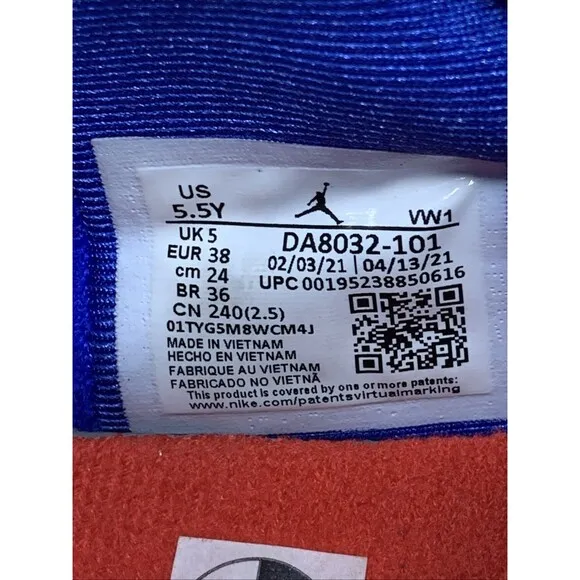 US
5.5Y
VW1
UK 5
DA8032-101
EUR 38
02/03/21 | 04/13/21
cm 24
UPC 00195238850616
BR 36
CN 240(2.5)
01TYG5M8WCM4J
MADE IN VIETNAM
HECHO EN VIETNAM
FABRIQUE AU VIETNAM
FABRICADO NO VIETNÃ
This product is covered by one or more patents:
www.nike.com/patentsvirtualmarking